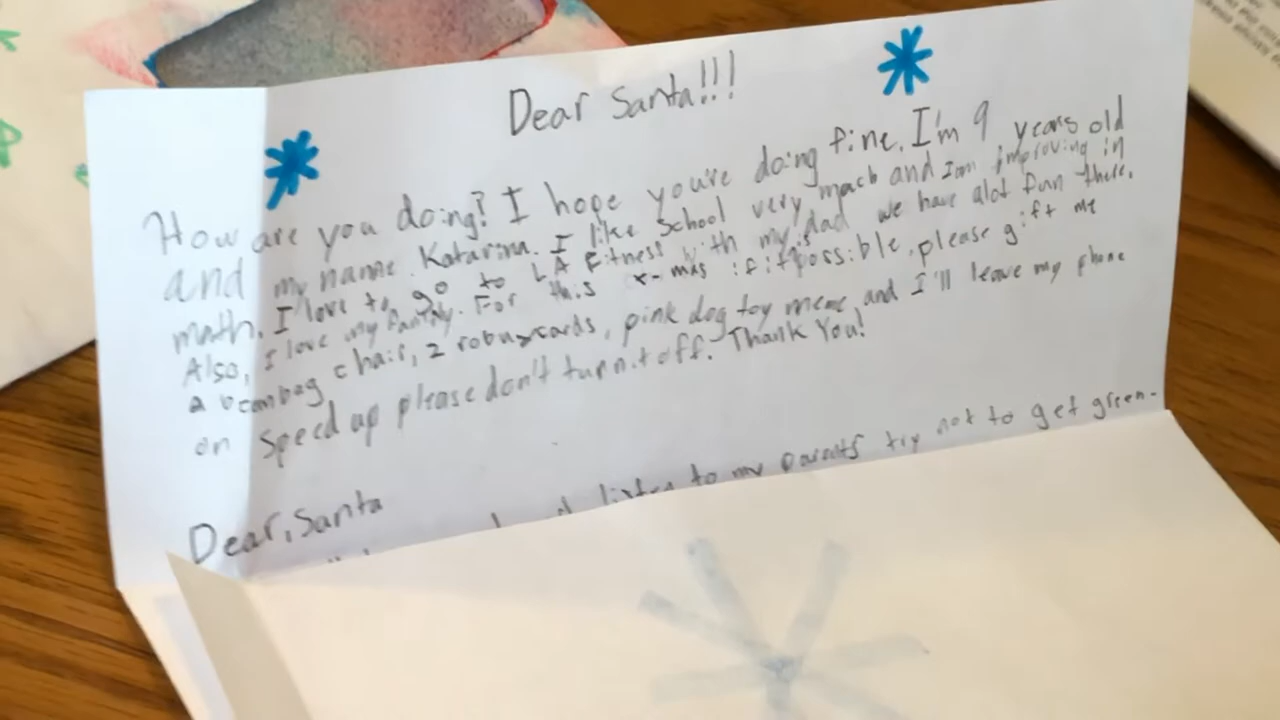 Dear Santa!!!
How are you doing? I hope you're doing fine. I'm 9 years old
and my name Katarina. I like School very mach and Iam improving in
math. I love to go to LA Fitness with my dad we have alot fun there.
Also, I love my family. For this x-mas if it's possible, please gift me
a beanbag chair, 2 robuxcards, pink dog toy meme and I'll leave my phone
on speed up please don't turn it off. Thank You!
Dear, Santa
listen to my parents try not to get green-